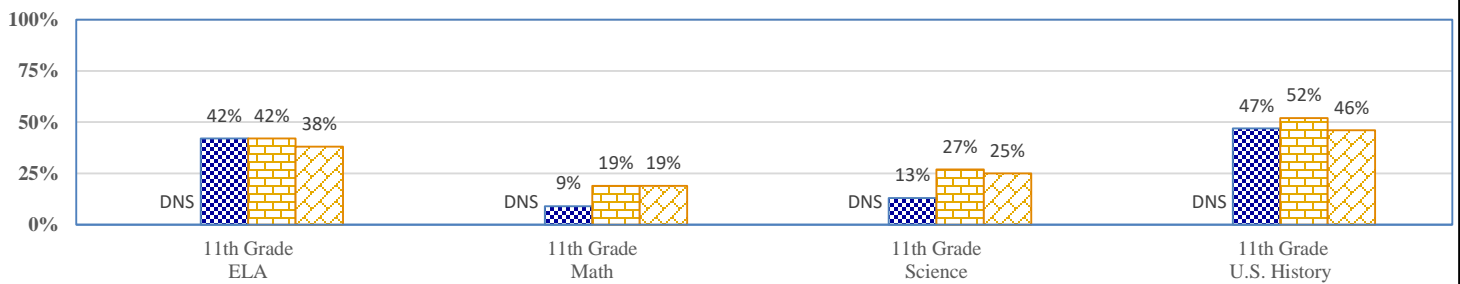 100%
75%
50%
25%
0%
DNS 42% 42% 38%
DNS 9% 19% 19%
DNS 13% 27% 25%
DNS 47% 52% 46%
11th Grade
ELA
11th Grade
Math
11th Grade
Science
11th Grade
U.S. History